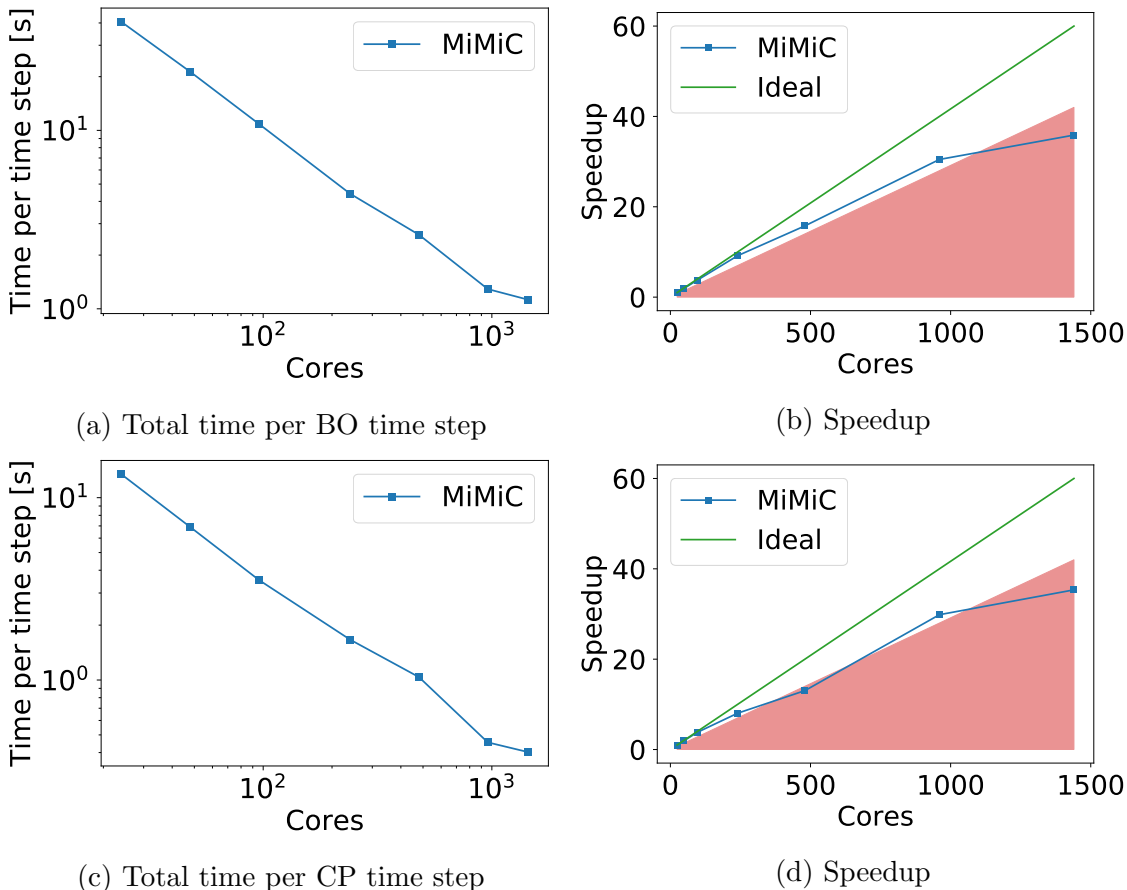 Time per time step [s]
10^1
10^0
10^2
10^3
Cores
MiMiC
(a) Total time per BO time step
Speedup
60
40
20
0
0 500 1000 1500
Cores
MiMiC
Ideal
(b) Speedup
Time per time step [s]
10^1
10^0
10^2
10^3
Cores
MiMiC
(c) Total time per CP time step
Speedup
60
40
20
0
0 500 1000 1500
Cores
MiMiC
Ideal
(d) Speedup